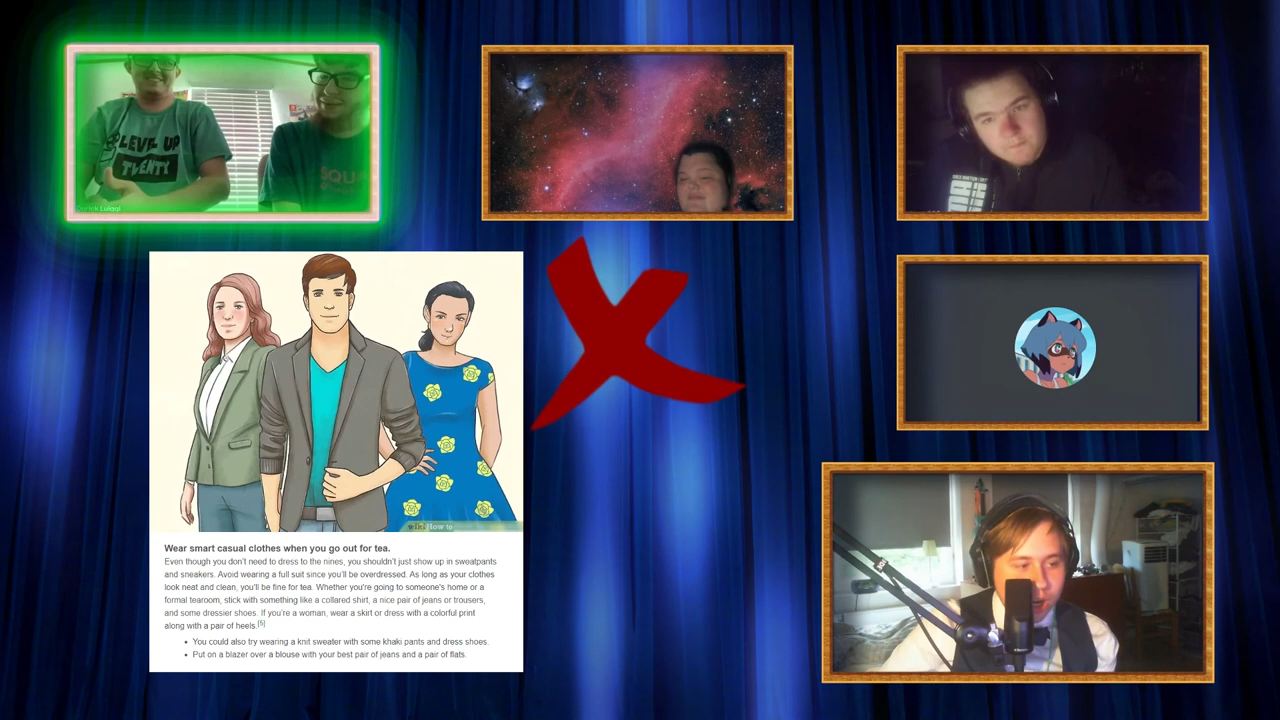 LEVEL UP
TWENTY
SQU
Derick Luiggi
wiki How to
Wear smart casual clothes when you go out for tea.
Even though you don't need to dress to the nines, you shouldn't just show up in sweatpants
and sneakers. Avoid wearing a full suit since you'll be overdressed. As long as your clothes
look neat and clean, you'll be fine for tea. Whether you're going to someone's home or a
formal tearoom, stick with something like a collared shirt, a nice pair of jeans or trousers,
and some dressier shoes. If you're a woman, wear a skirt or dress with a colorful print
along with a pair of heels.[5]
• You could also try wearing a knit sweater with some khaki pants and dress shoes.
• Put on a blazer over a blouse with your best pair of jeans and a pair of flats.